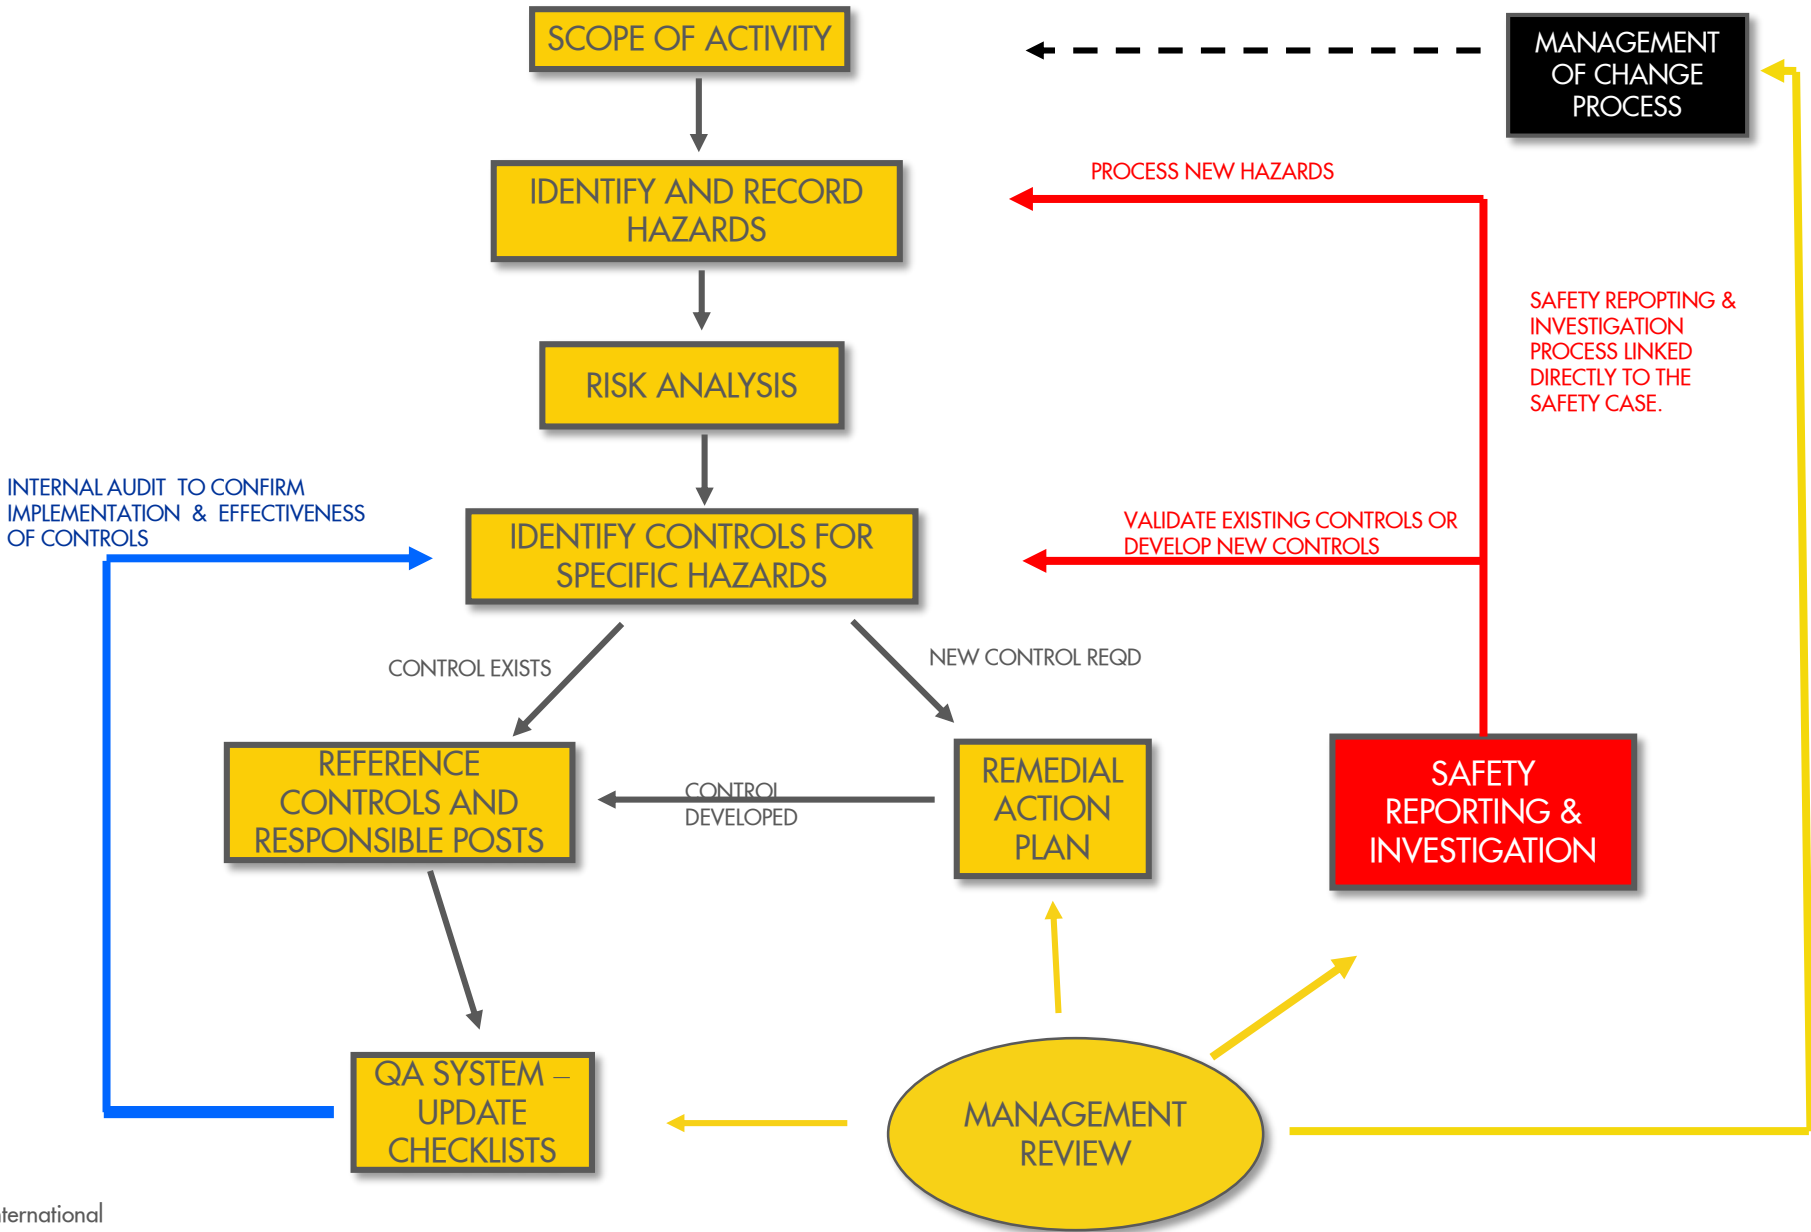 SCOPE OF ACTIVITY
MANAGEMENT
OF CHANGE
PROCESS
IDENTIFY AND RECORD
HAZARDS
PROCESS NEW HAZARDS
SAFETY REPOPTING &
INVESTIGATION
PROCESS LINKED
DIRECTLY TO THE
SAFETY CASE.
RISK ANALYSIS
INTERNAL AUDIT TO CONFIRM
IMPLEMENTATION & EFFECTIVENESS
OF CONTROLS
IDENTIFY CONTROLS FOR
SPECIFIC HAZARDS
VALIDATE EXISTING CONTROLS OR
DEVELOP NEW CONTROLS
CONTROL EXISTS
NEW CONTROL REQD
REFERENCE
CONTROLS AND
RESPONSIBLE POSTS
CONTROL
DEVELOPED
REMEDIAL
ACTION
PLAN
SAFETY
REPORTING &
INVESTIGATION
QA SYSTEM –
UPDATE
CHECKLISTS
MANAGEMENT
REVIEW